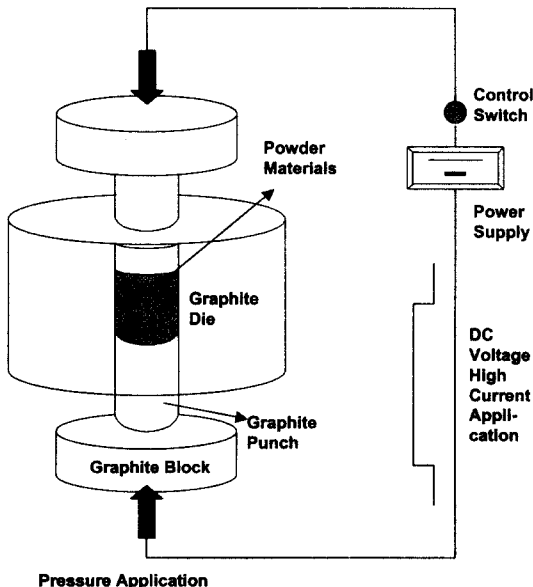 Control
Switch
Powder
Materials
Power
Supply
Graphite
Die
DC
Voltage
High
Current
Appli-
cation
Graphite
Punch
Graphite Block
Pressure Application